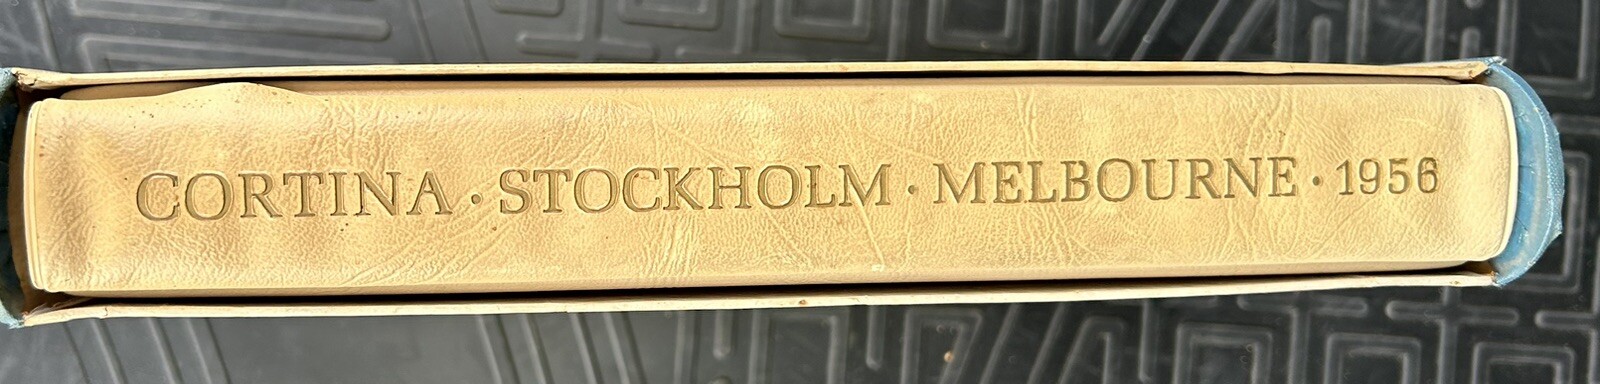 CORTINA · STOCKHOLM · MELBOURNE · 1956